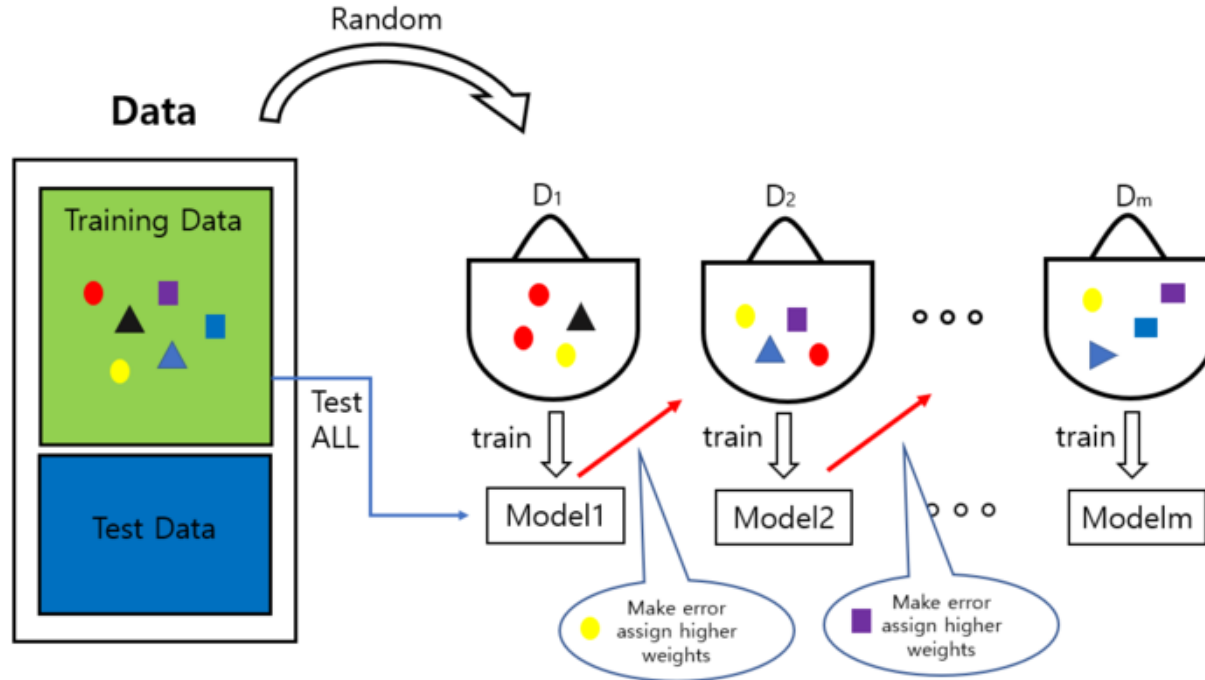 Random
Data
Training Data
Test Data
Test
ALL
D₁
D₂
Dₘ
train
train
train
Model1
Model2
Modelm
Make error
assign higher
weights
Make error
assign higher
weights